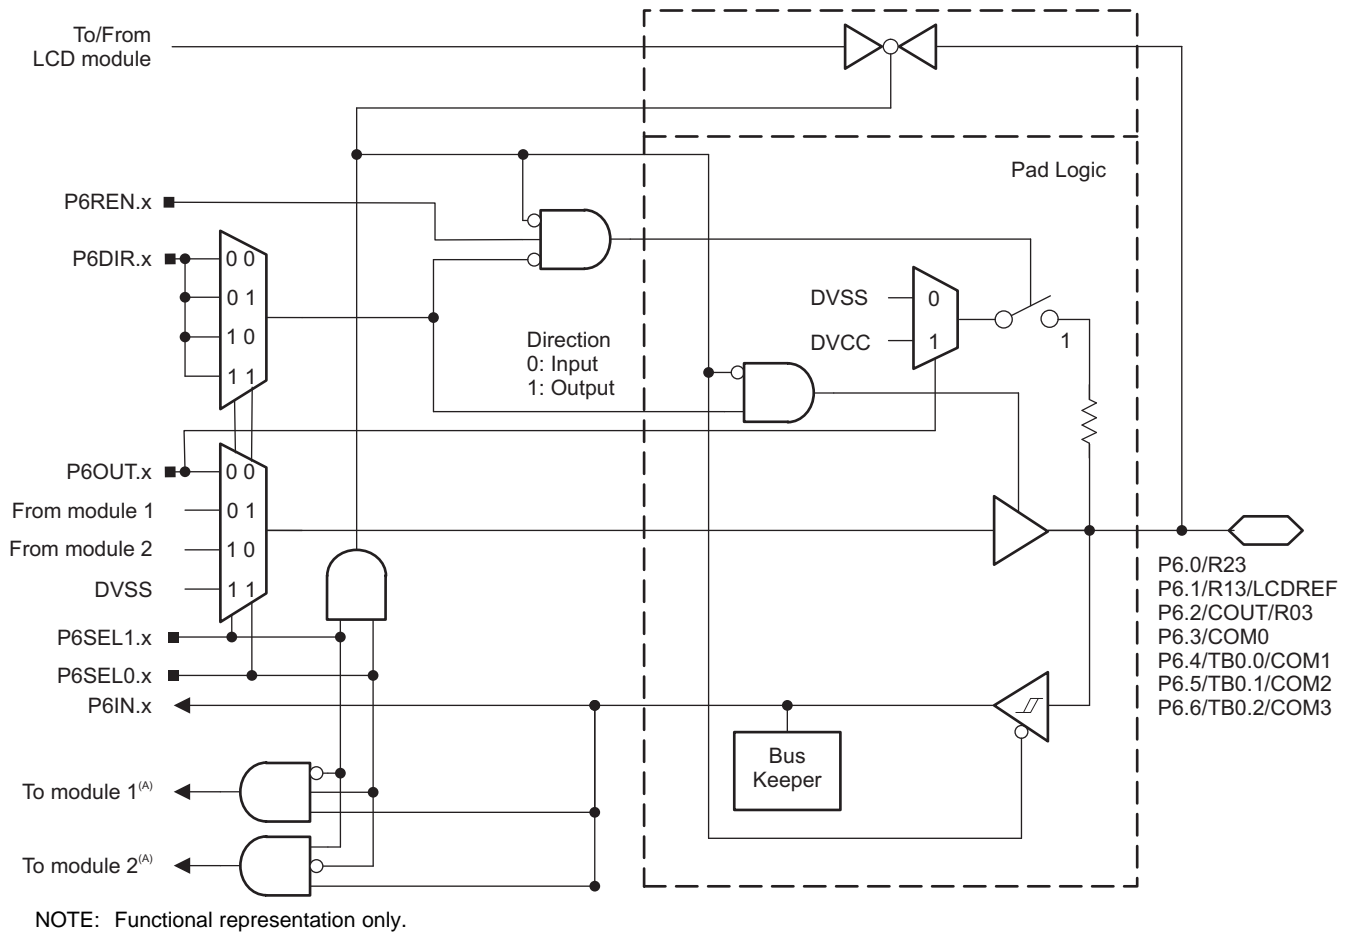 To/From
LCD module
Pad Logic
P6REN.x
P6DIR.x
0 0
0 1
1 0
1 1
Direction
0: Input
1: Output
DVSS
DVCC
0
1
1
P6OUT.x
From module 1
From module 2
DVSS
0 0
0 1
1 0
1 1
P6SEL1.x
P6SEL0.x
P6IN.x
P6.0/R23
P6.1/R13/LCDREF
P6.2/COUT/R03
P6.3/COM0
P6.4/TB0.0/COM1
P6.5/TB0.1/COM2
P6.6/TB0.2/COM3
Bus
Keeper
To module 1(A)
To module 2(A)
NOTE: Functional representation only.